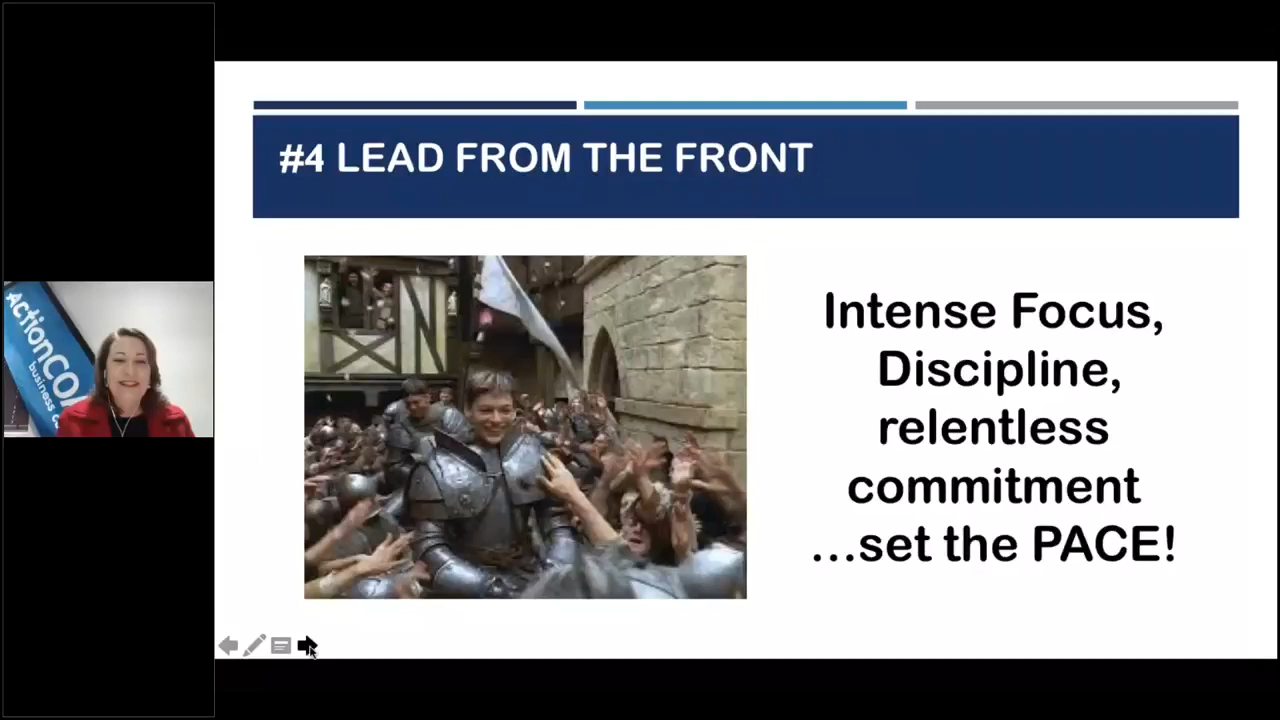 #4 LEAD FROM THE FRONT
Intense Focus,
Discipline,
relentless
commitment
...set the PACE!
ActionCOA
business